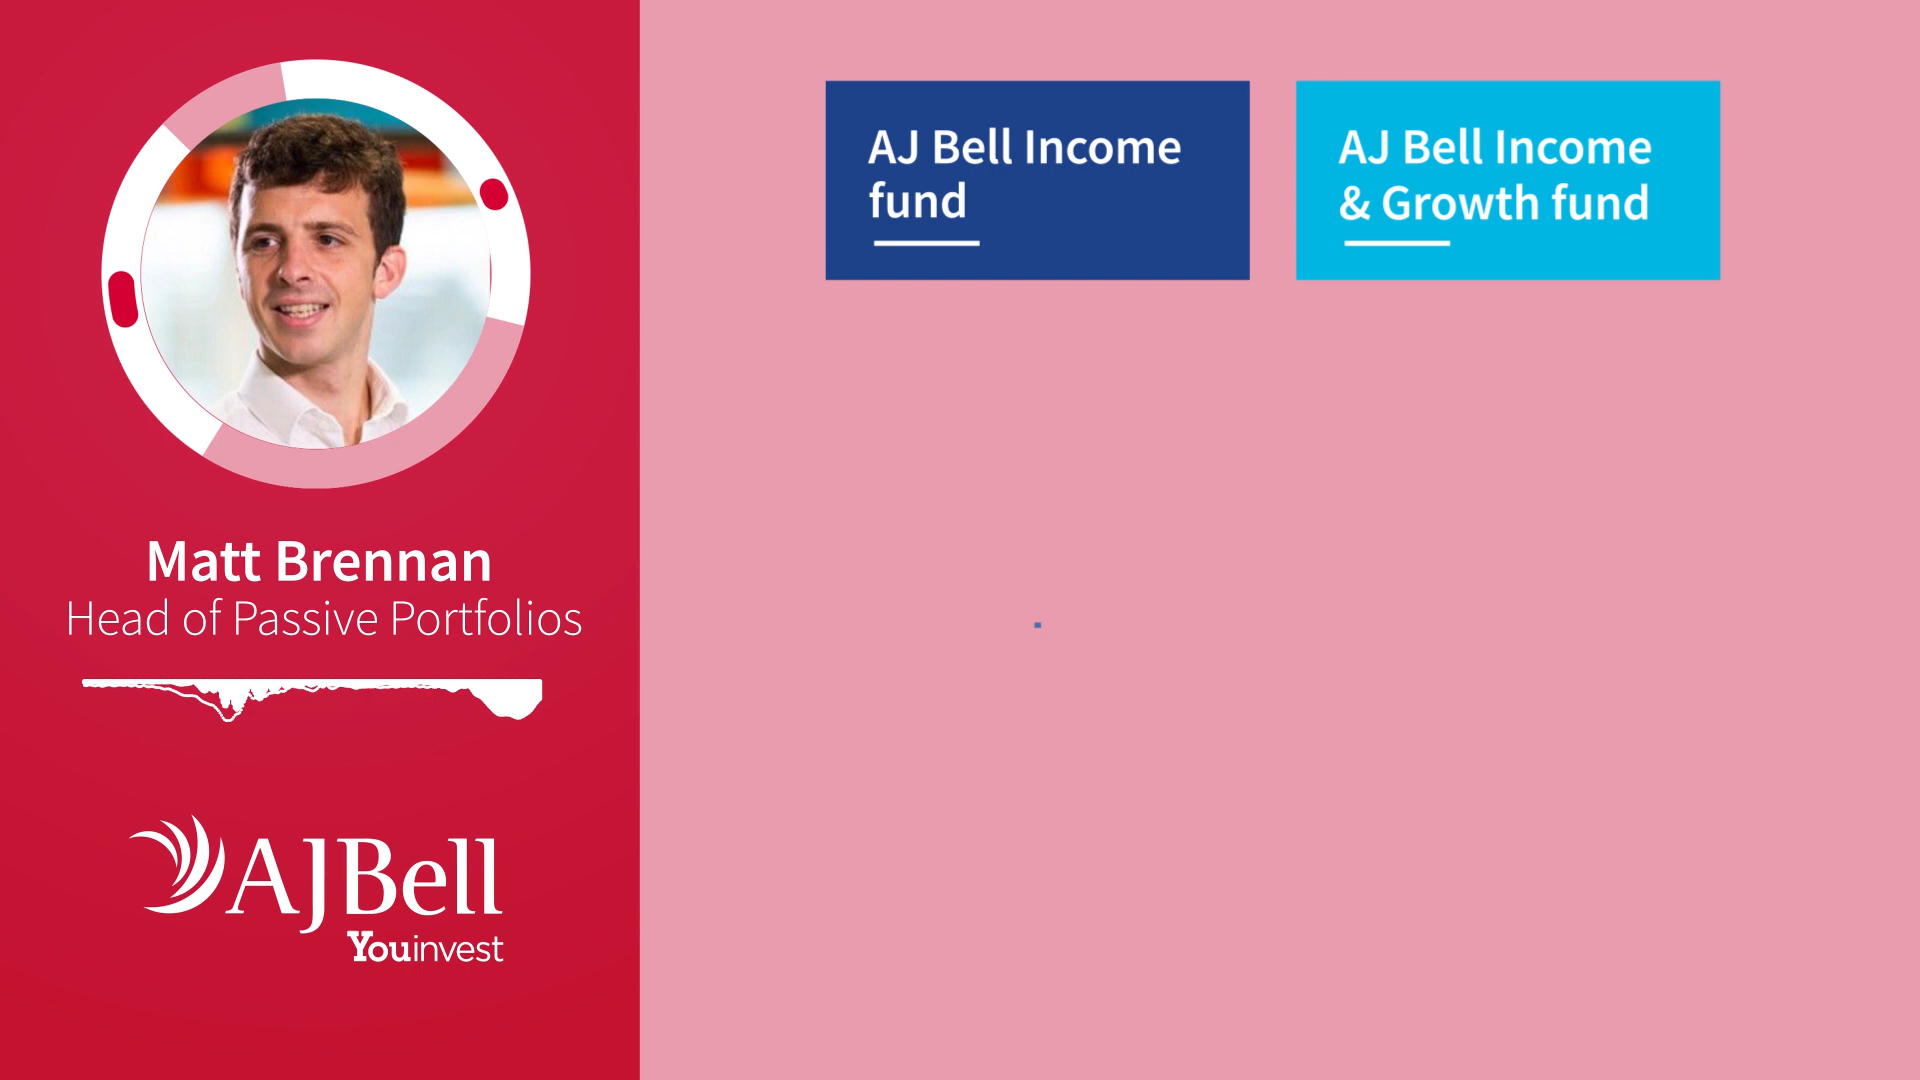 Matt Brennan
Head of Passive Portfolios
AJBell
Youinvest
AJ Bell Income
fund
AJ Bell Income
& Growth fund